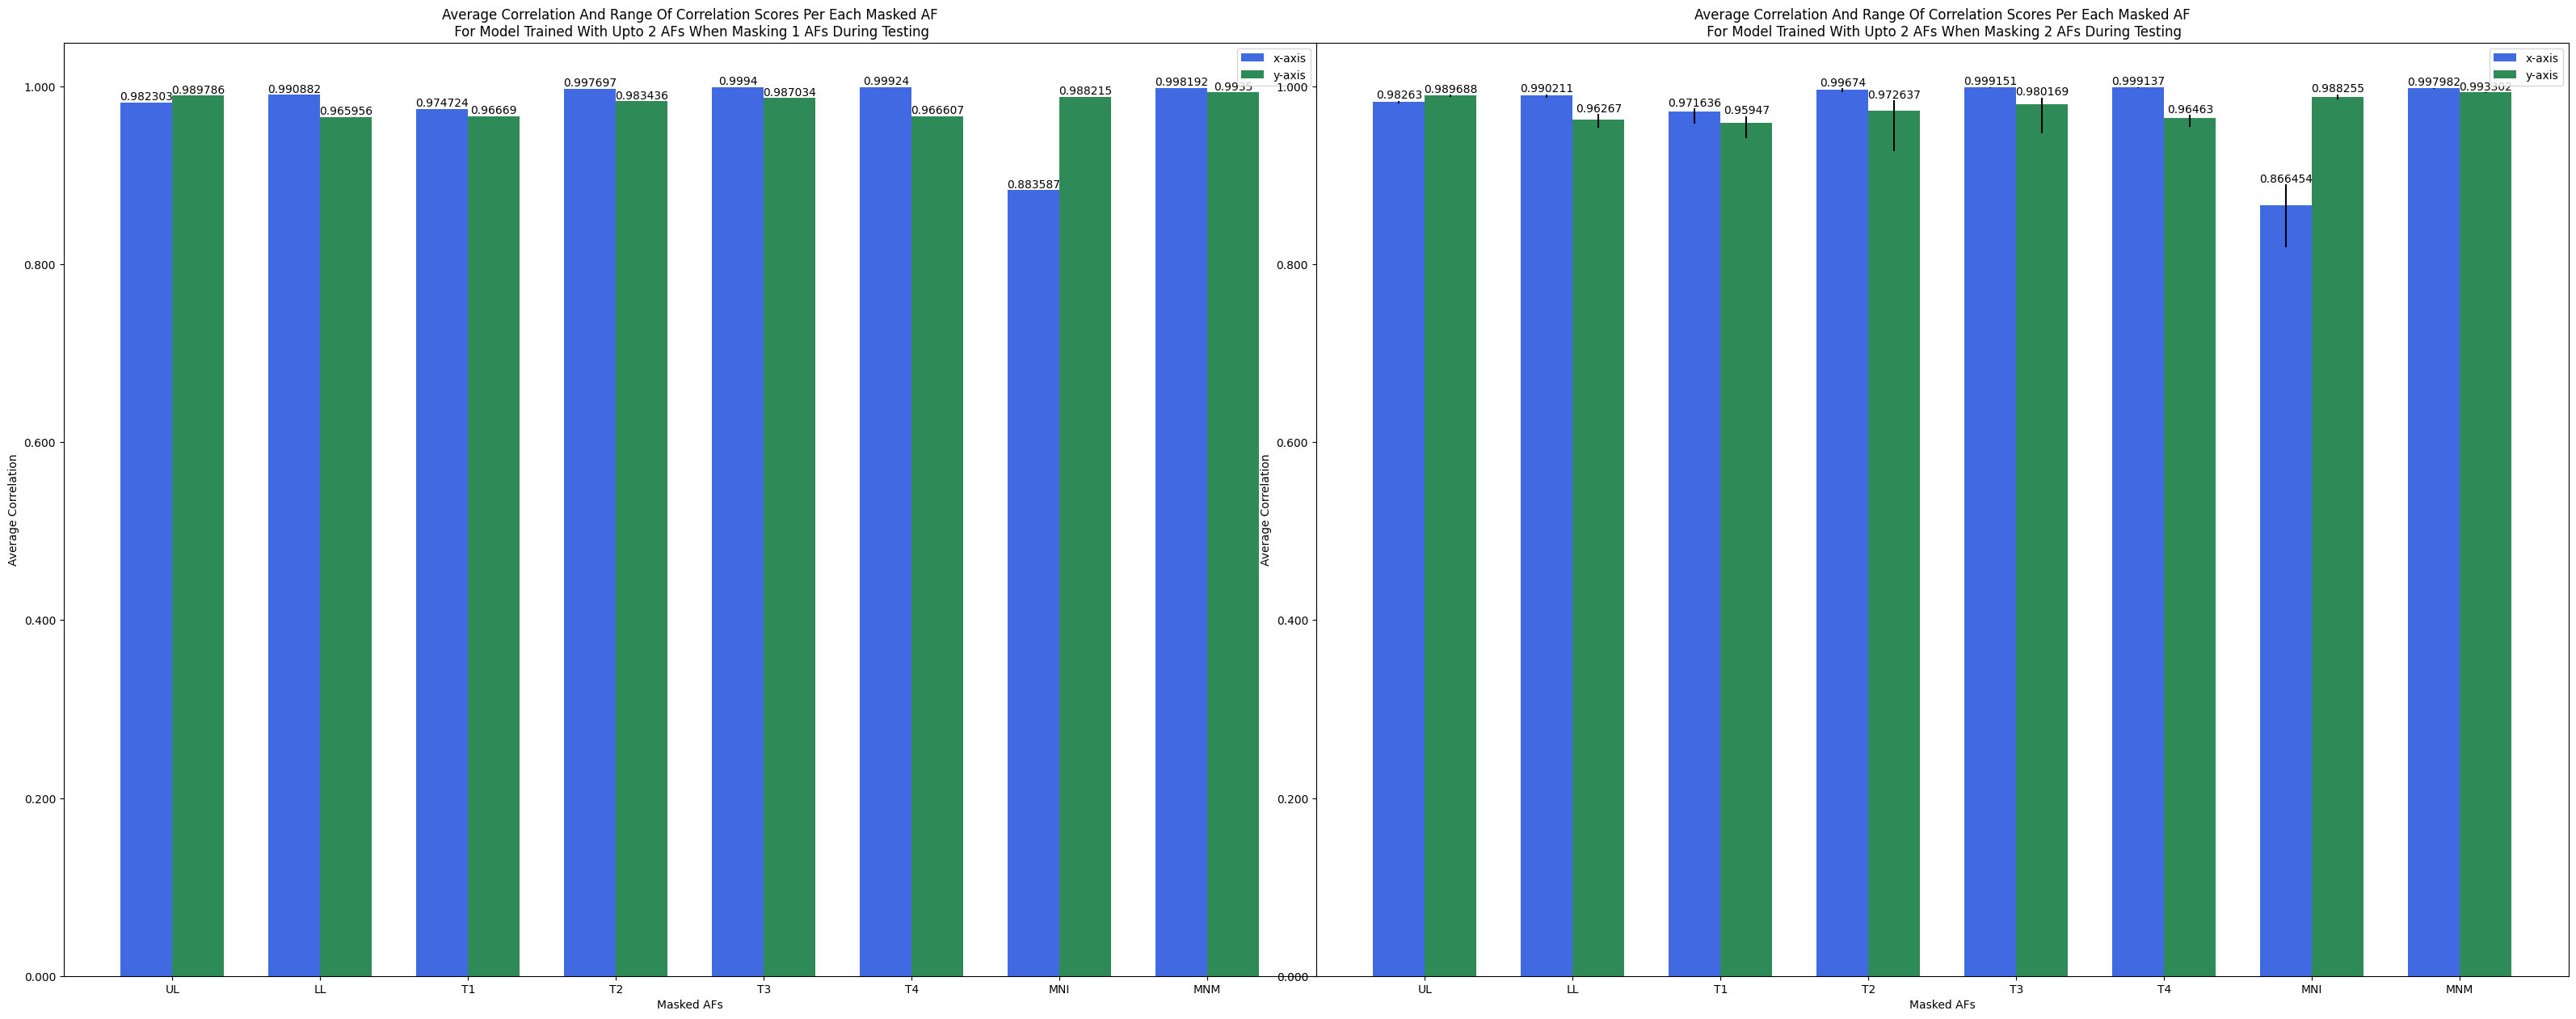 Average Correlation And Range Of Correlation Scores Per Each Masked AF
For Model Trained With Upto 2 AFs When Masking 1 AFs During Testing
x-axis
y-axis
0.982303
0.989786
0.990882
0.965956
0.974724
0.96669
0.997697
0.983436
0.9994
0.987034
0.99924
0.966607
0.883587
0.988215
0.998192
0.9935
1.000
0.800
0.600
0.400
0.200
0.000
Average Correlation
UL
LL
T1
T2
T3
T4
MNI
MNM
Masked AFs
Average Correlation And Range Of Correlation Scores Per Each Masked AF
For Model Trained With Upto 2 AFs When Masking 2 AFs During Testing
x-axis
y-axis
0.98263
0.989688
0.990211
0.96267
0.971636
0.95947
0.99674
0.972637
0.999151
0.980169
0.999137
0.96463
0.866454
0.988255
0.997982
0.993302
1.000
0.800
0.600
0.400
0.200
0.000
Average Correlation
UL
LL
T1
T2
T3
T4
MNI
MNM
Masked AFs